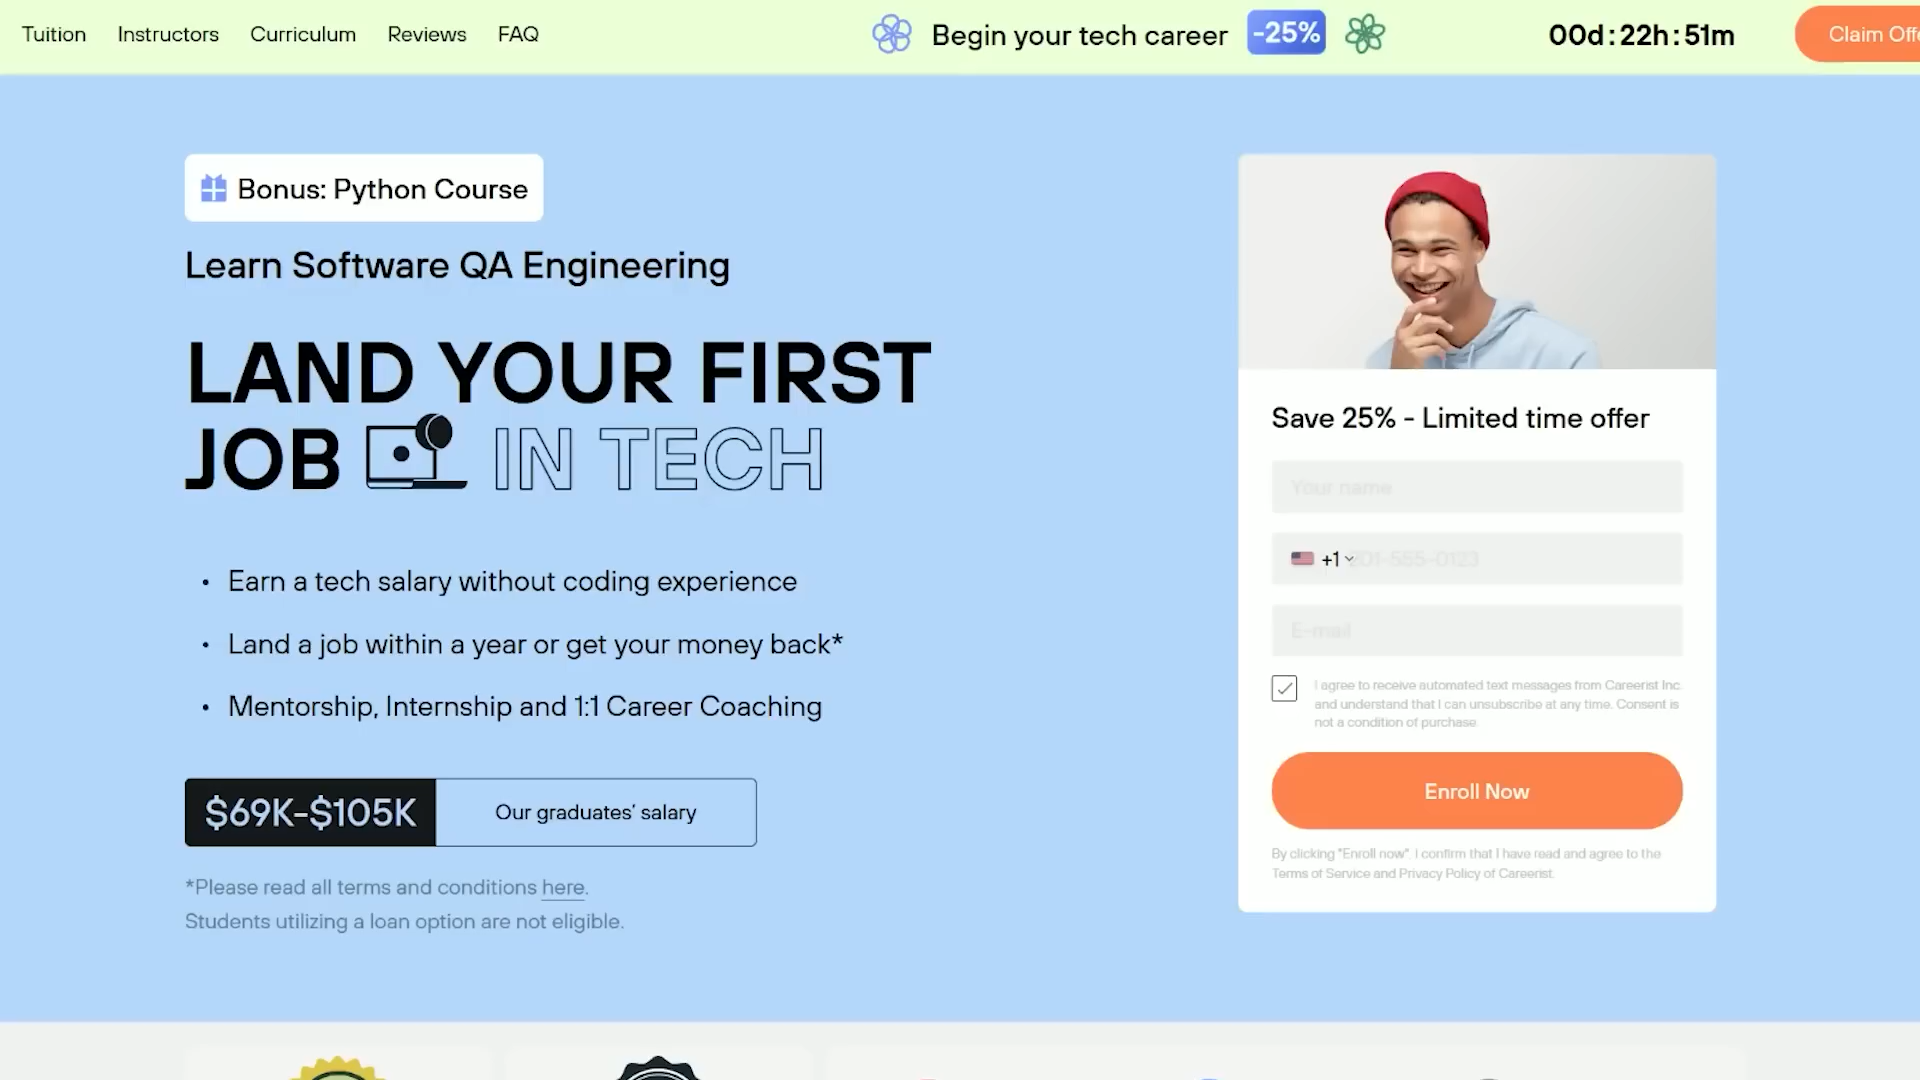 Tuition
Instructors
Curriculum
Reviews
FAQ
Begin your tech career
-25%
00d:22h:51m
Claim Off
Bonus: Python Course
Learn Software QA Engineering
LAND YOUR FIRST
JOB IN TECH
• Earn a tech salary without coding experience
• Land a job within a year or get your money back*
• Mentorship, Internship and 1:1 Career Coaching
$69K-$105K
Our graduates' salary
*Please read all terms and conditions here.
Students utilizing a loan option are not eligible.
Save 25% - Limited time offer
Your name
+1 201-555-0123
E-mail
I agree to receive automated text messages from Careerist Inc.
and understand that I can unsubscribe at any time. Consent is
not a condition of purchase
Enroll Now
By clicking "Enroll now". I confirm that I have read and agree to the
Terms of Service and Privacy Policy of Careerist.